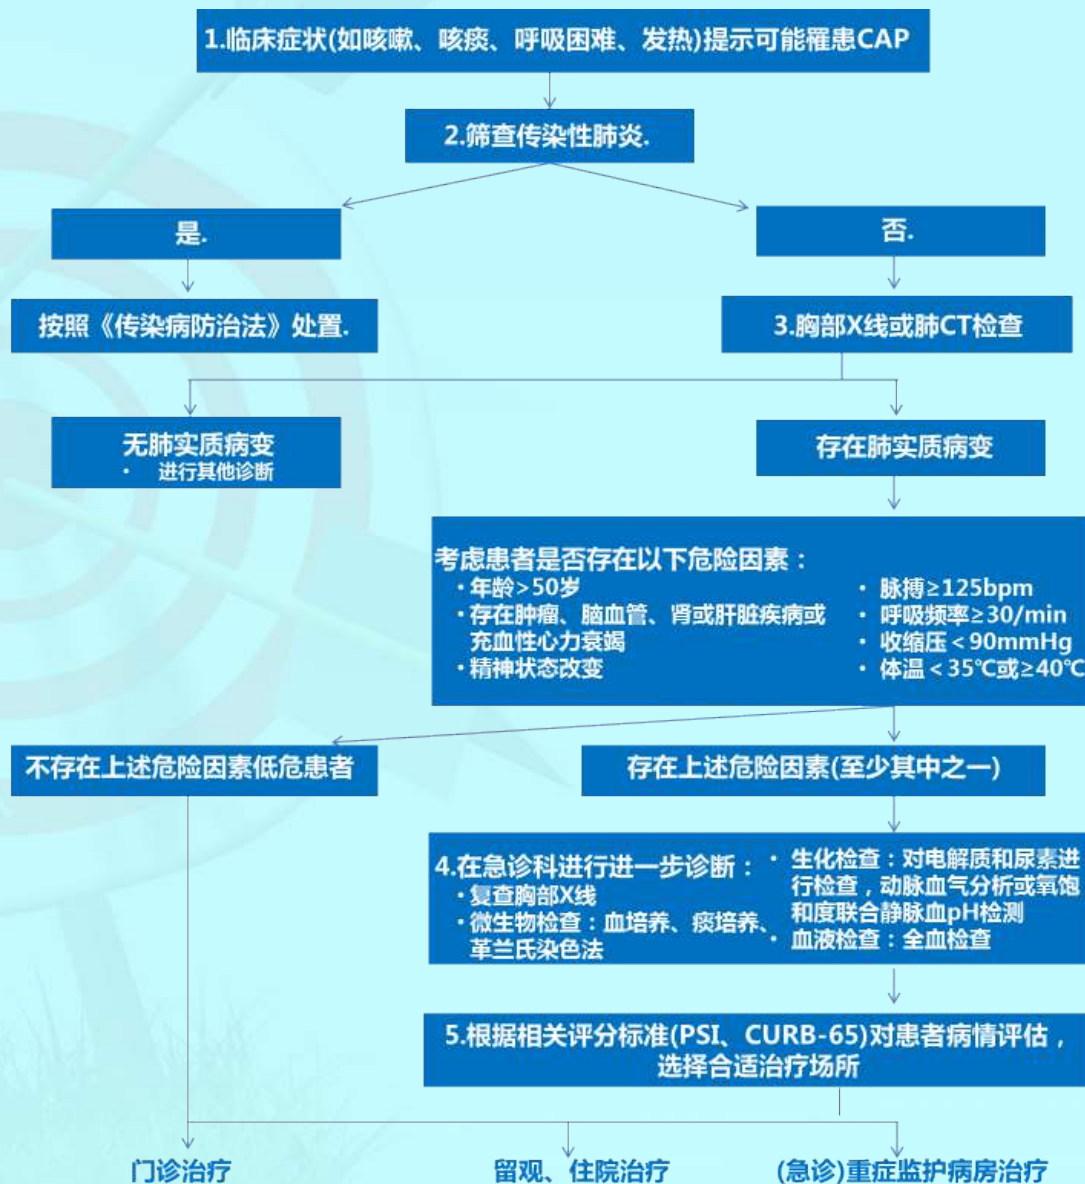 1.临床症状(如咳嗽、咳痰、呼吸困难、发热)提示可能罹患CAP
2.筛查传染性肺炎.
是.
否.
按照《传染病防治法》处置.
3.胸部X线或肺CT检查
无肺实质病变
• 进行其他诊断
存在肺实质病变
考虑患者是否存在以下危险因素：
• 年龄>50岁
• 存在肿瘤、脑血管、肾或肝脏疾病或
充血性心力衰竭
• 精神状态改变
• 脉搏≥125bpm
• 呼吸频率≥30/min
• 收缩压＜90mmHg
• 体温＜35℃或≥40℃
不存在上述危险因素低危患者
存在上述危险因素(至少其中之一)
4.在急诊科进行进一步诊断：
• 复查胸部X线
• 微生物检查：血培养、痰培养、
革兰氏染色法
• 生化检查：对电解质和尿素进
行检查，动脉血气分析或氧饱
和度联合静脉血pH检测
• 血液检查：全血检查
5.根据相关评分标准(PSI、CURB-65)对患者病情评估，
选择合适治疗场所
门诊治疗
留观、住院治疗
(急诊)重症监护病房治疗